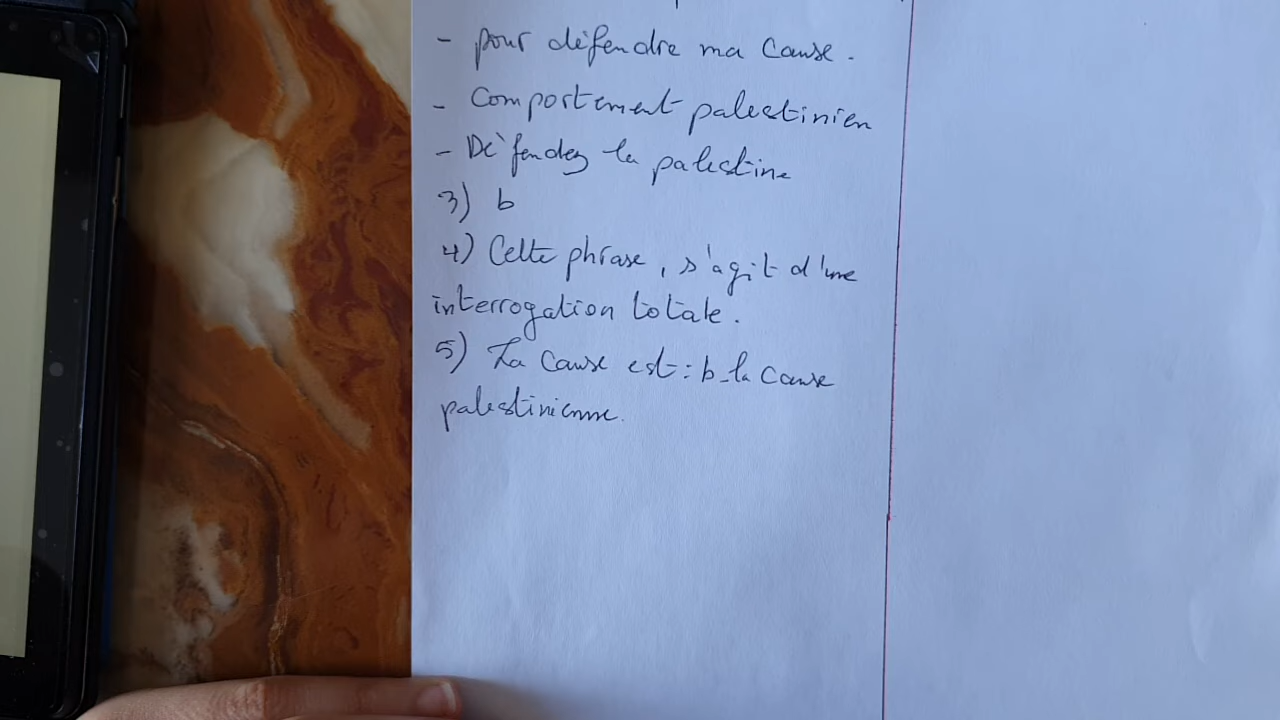 - pour défendre ma cause.
- Comportement palestinien
- Défendez la palestine
3) b
4) Cette phrase, s'agit d'une
interrogation totale.
5) La cause est : b - la cause
palestinienne.